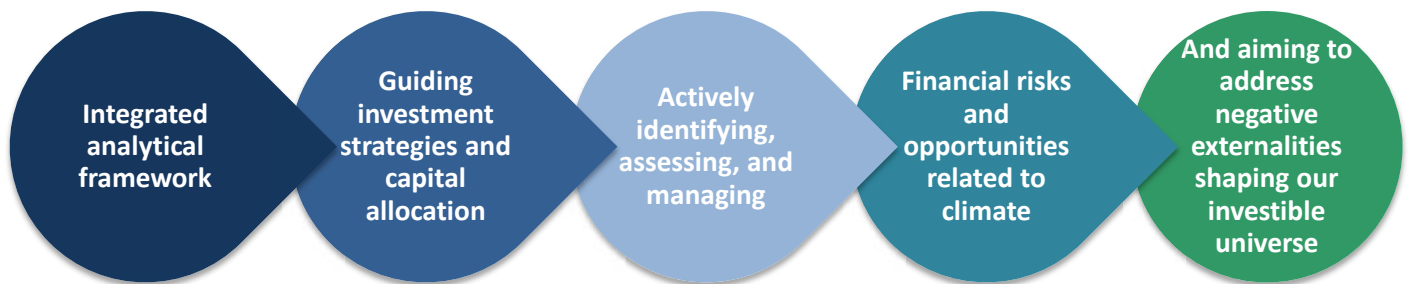 Integrated
analytical
framework
Guiding
investment
strategies and
capital
allocation
Actively
identifying,
assessing, and
managing
Financial risks
and
opportunities
related to
climate
And aiming to
address
negative
externalities
shaping our
investible
universe